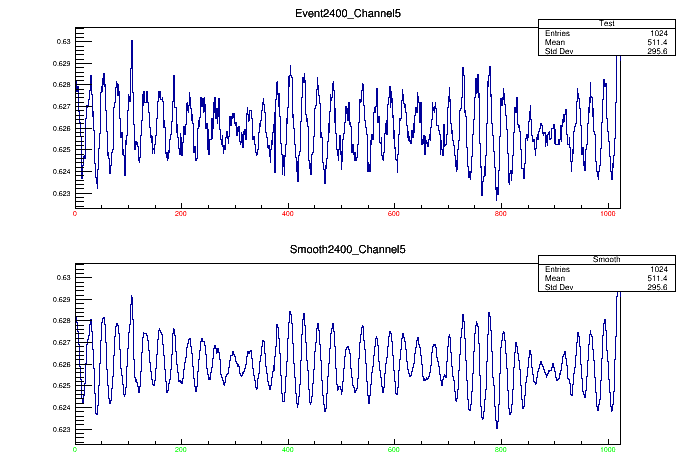 Event2400_Channel5
Test
Entries 1024
Mean 511.4
Std Dev 295.6
0.63
0.629
0.628
0.627
0.626
0.625
0.624
0.623
0 200 400 600 800 1000
Smooth2400_Channel5
Smooth
Entries 1024
Mean 511.4
Std Dev 295.6
0.63
0.629
0.628
0.627
0.626
0.625
0.624
0.623
0 200 400 600 800 1000